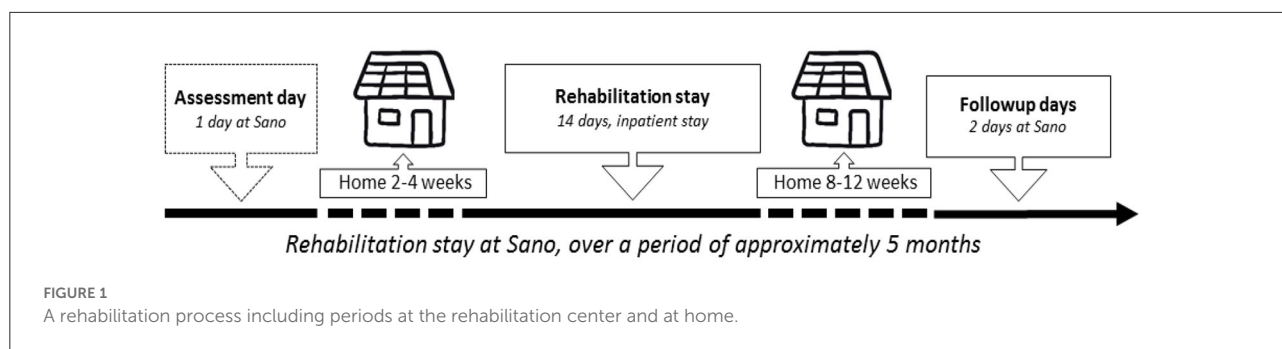 Assessment day
1 day at Sano
Home 2-4 weeks
Rehabilitation stay
14 days, inpatient stay
Home 8-12 weeks
Followup days
2 days at Sano
Rehabilitation stay at Sano, over a period of approximately 5 months
FIGURE 1
A rehabilitation process including periods at the rehabilitation center and at home.